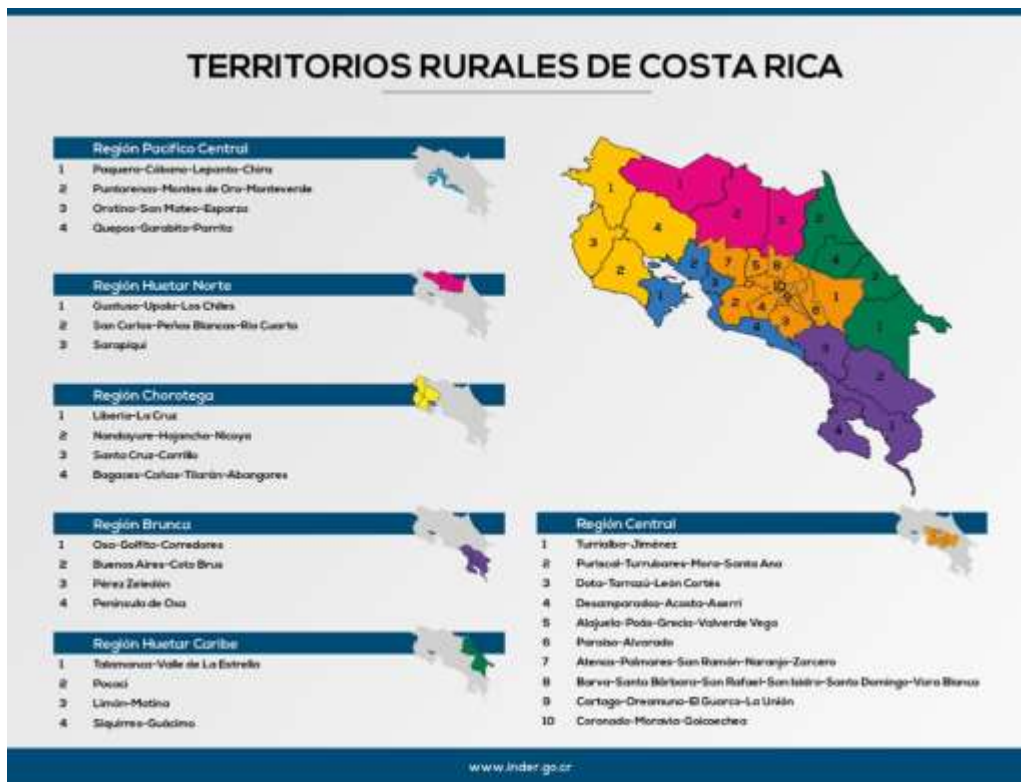 TERRITORIOS RURALES DE COSTA RICA
Región Pacífico Central
1 Paquera-Cóbano-Lepanto-Chira
2 Puntarenas-Montes de Oro-Monteverde
3 Orotina-San Mateo-Esparza
4 Quepos-Garabito-Parrita
Región Huetar Norte
1 Guatuso-Upala-Los Chiles
2 San Carlos-Peñas Blancas-Río Cuarto
3 Sarapiquí
Región Chorotega
1 Liberia-La Cruz
2 Nandayure-Hojancha-Nicoya
3 Santa Cruz-Carrillo
4 Bagaces-Cañas-Tilarán-Abangares
Región Brunca
1 Osa-Golfito-Corredores
2 Buenos Aires-Coto Brus
3 Pérez Zeledón
4 Península de Osa
Región Huetar Caribe
1 Talamanca-Valle de La Estrella
2 Pococí
3 Limón-Matina
4 Siquirres-Guácimo
Región Central
1 Turrialba-Jiménez
2 Puriscal-Turrubares-Mora-Santa Ana
3 Dota-Tarrazú-León Cortés
4 Desamparados-Acosta-Aserrí
5 Alajuela-Poás-Grecia-Valverde Vega
6 Paraíso-Alvarado
7 Atenas-Palmares-San Ramón-Naranjo-Zarcero
8 Barva-Santa Bárbara-San Rafael-San Isidro-Santo Domingo-Vara Blanca
9 Cartago-Oreamuno-El Guarco-La Unión
10 Coronado-Moravia-Goicoechea
www.inder.go.cr